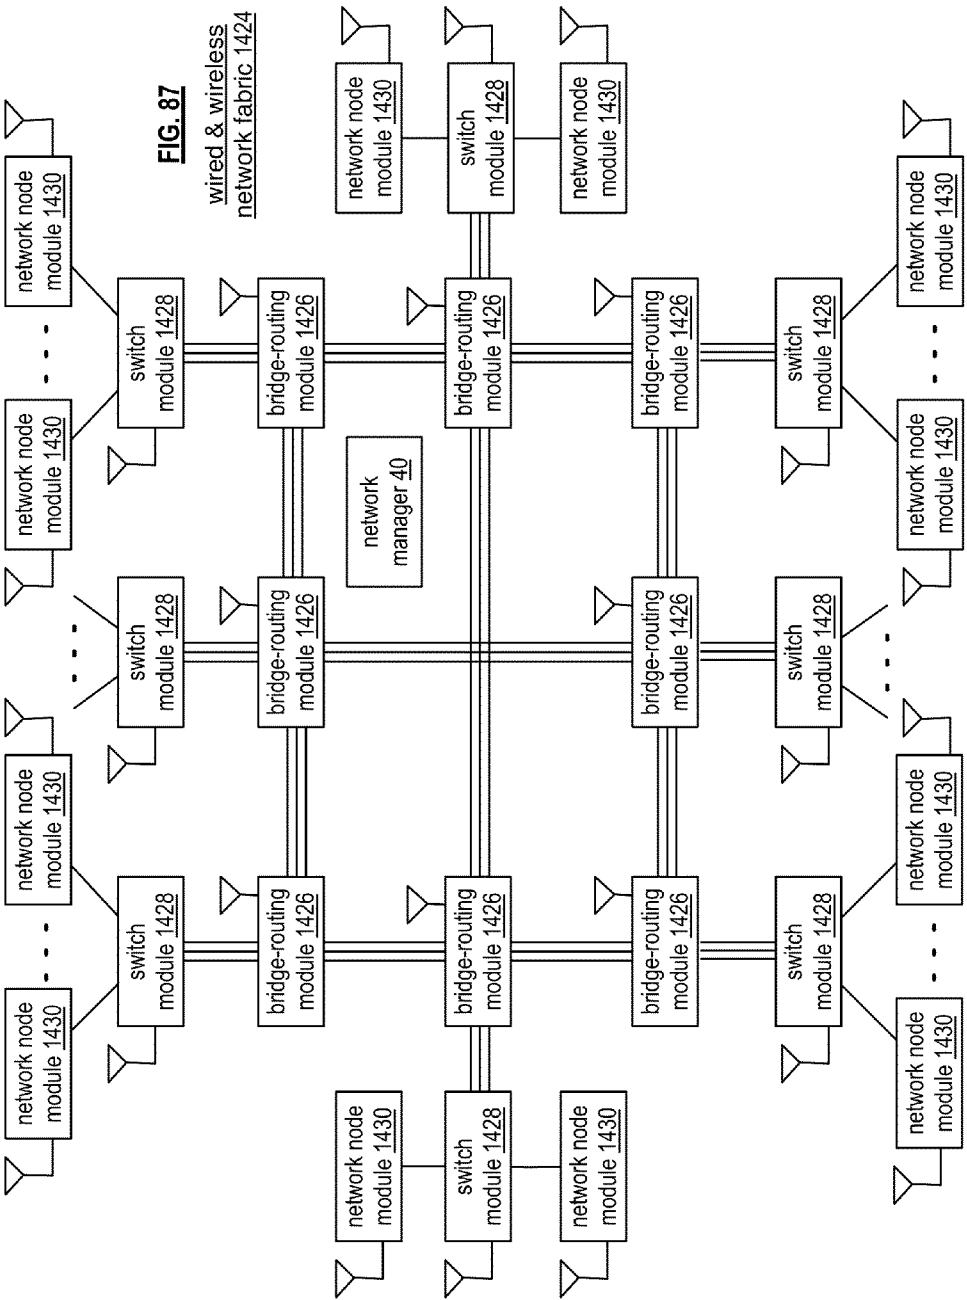 network node
module 1430
network node
module 1430
network node
module 1430
network node
module 1430
switch
module 1428
switch
module 1428
switch
module 1428
FIG. 87
wired & wireless
network fabric 1424
bridge-routing
module 1426
bridge-routing
module 1426
bridge-routing
module 1426
network node
module 1430
network
manager 40
network node
module 1430
switch
module 1428
bridge-routing
module 1426
bridge-routing
module 1426
switch
module 1428
network node
module 1430
network node
module 1430
bridge-routing
module 1426
bridge-routing
module 1426
bridge-routing
module 1426
switch
module 1428
switch
module 1428
switch
module 1428
network node
module 1430
network node
module 1430
network node
module 1430
network node
module 1430